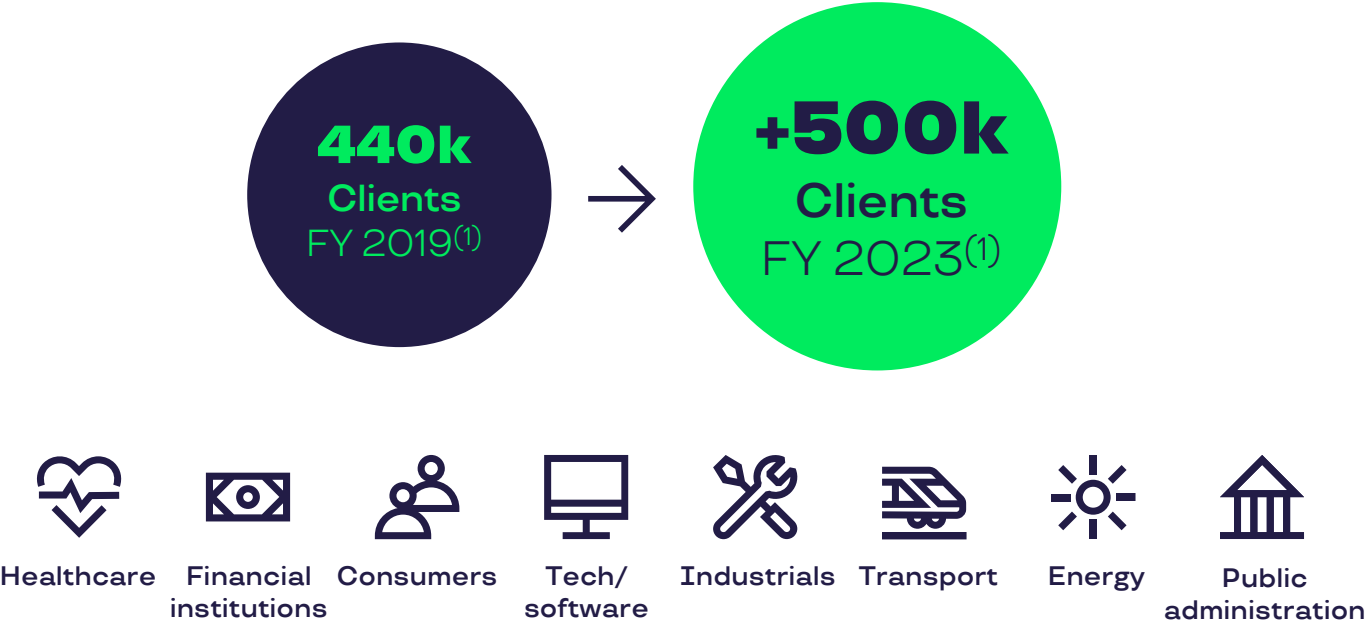 440k
Clients
FY 2019(1)
+500k
Clients
FY 2023(1)
Healthcare
Financial
institutions
Consumers
Tech/
software
Industrials
Transport
Energy
Public
administration